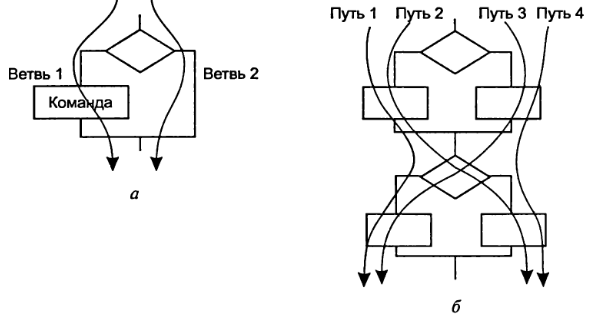 Путь 1 Путь 2 Путь 3 Путь 4
Ветвь 1 Ветвь 2
Команда
а
б